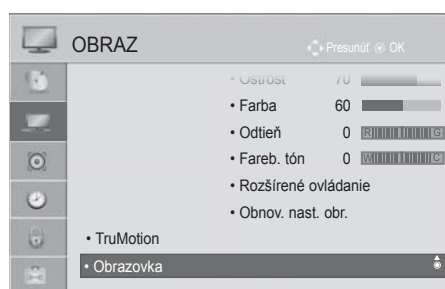 OBRAZ Presunúť OK
• Ostrosť 70
• Farba 60
• Odtieň 0 R G
• Fareb. tón 0 W C
• Rozšírené ovládanie
• Obnov. nast. obr.
• TruMotion
• Obrazovka